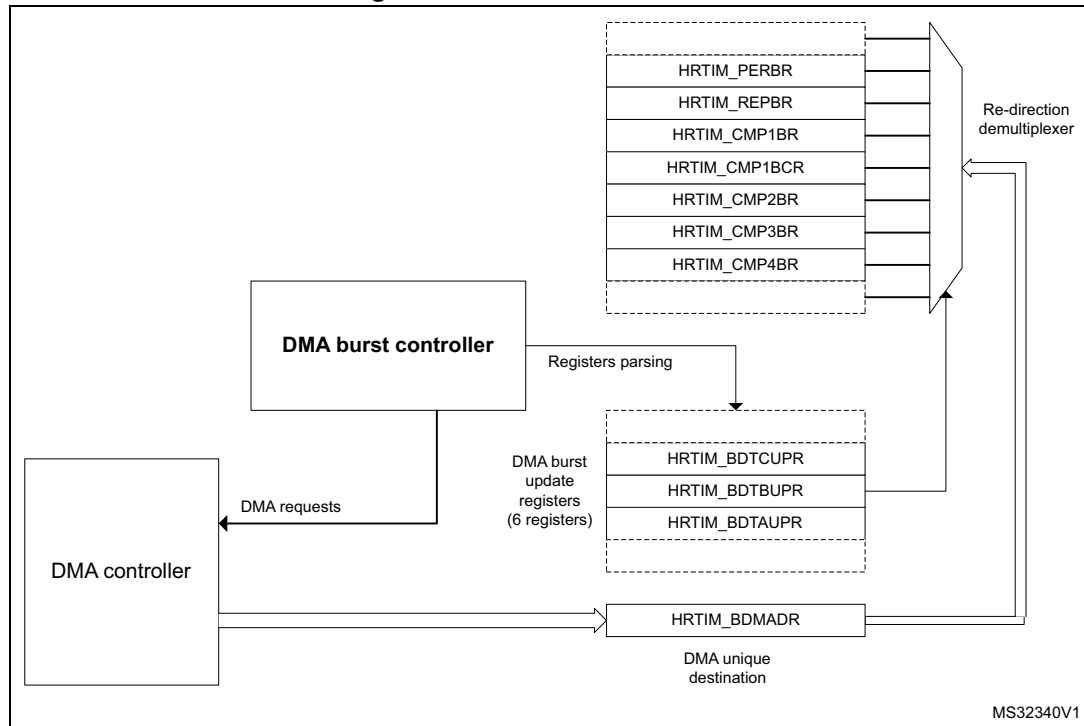 HRTIM_PERBR
HRTIM_REPBR
HRTIM_CMP1BR
HRTIM_CMP1BCR
HRTIM_CMP2BR
HRTIM_CMP3BR
HRTIM_CMP4BR
Re-direction
demultiplexer
DMA burst controller
Registers parsing
DMA burst
update
registers
(6 registers)
HRTIM_BDTCUPR
HRTIM_BDTBUPR
HRTIM_BDTAUPR
DMA requests
DMA controller
HRTIM_BDMADR
DMA unique
destination
MS32340V1